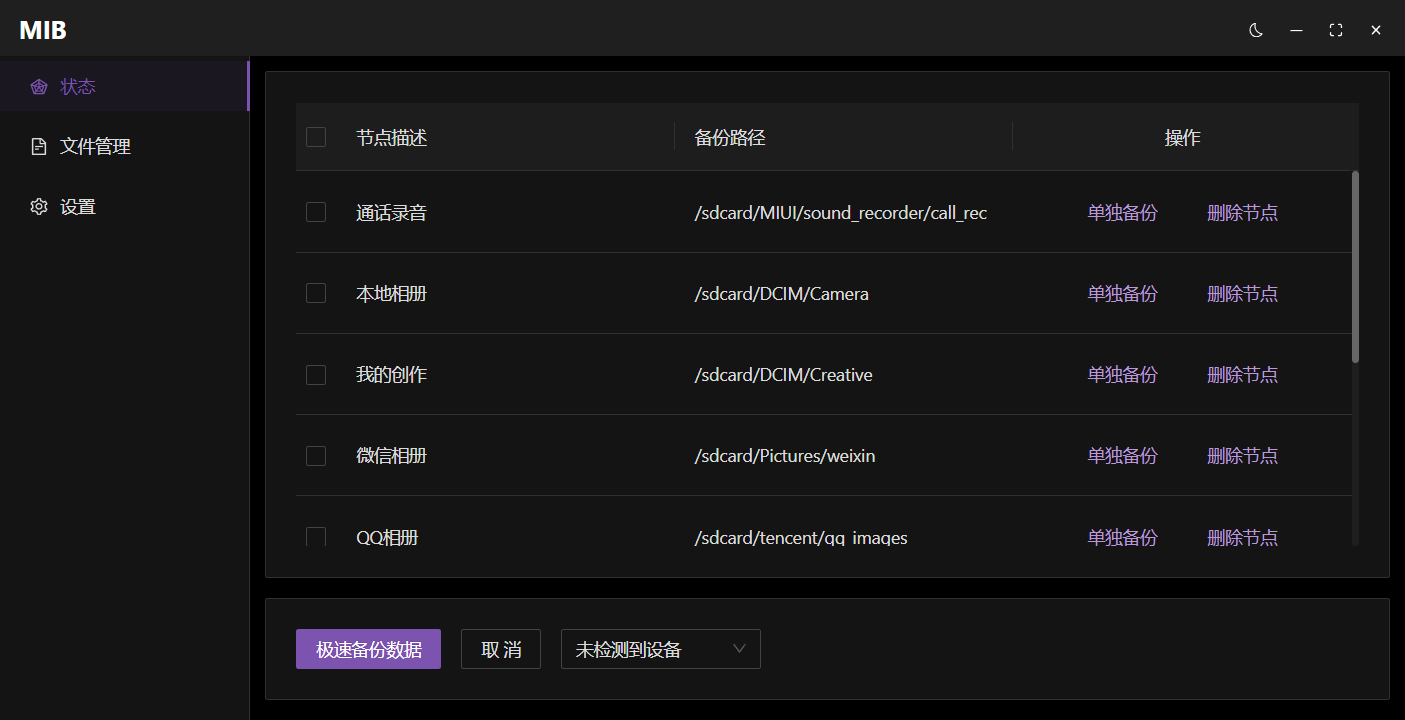 MIB
状态
文件管理
设置
节点描述 备份路径 操作
通话录音 /sdcard/MIUI/sound_recorder/call_rec 单独备份 删除节点
本地相册 /sdcard/DCIM/Camera 单独备份 删除节点
我的创作 /sdcard/DCIM/Creative 单独备份 删除节点
微信相册 /sdcard/Pictures/weixin 单独备份 删除节点
QQ相册 /sdcard/tencent/qq_images 单独备份 删除节点
极速备份数据 取 消 未检测到设备